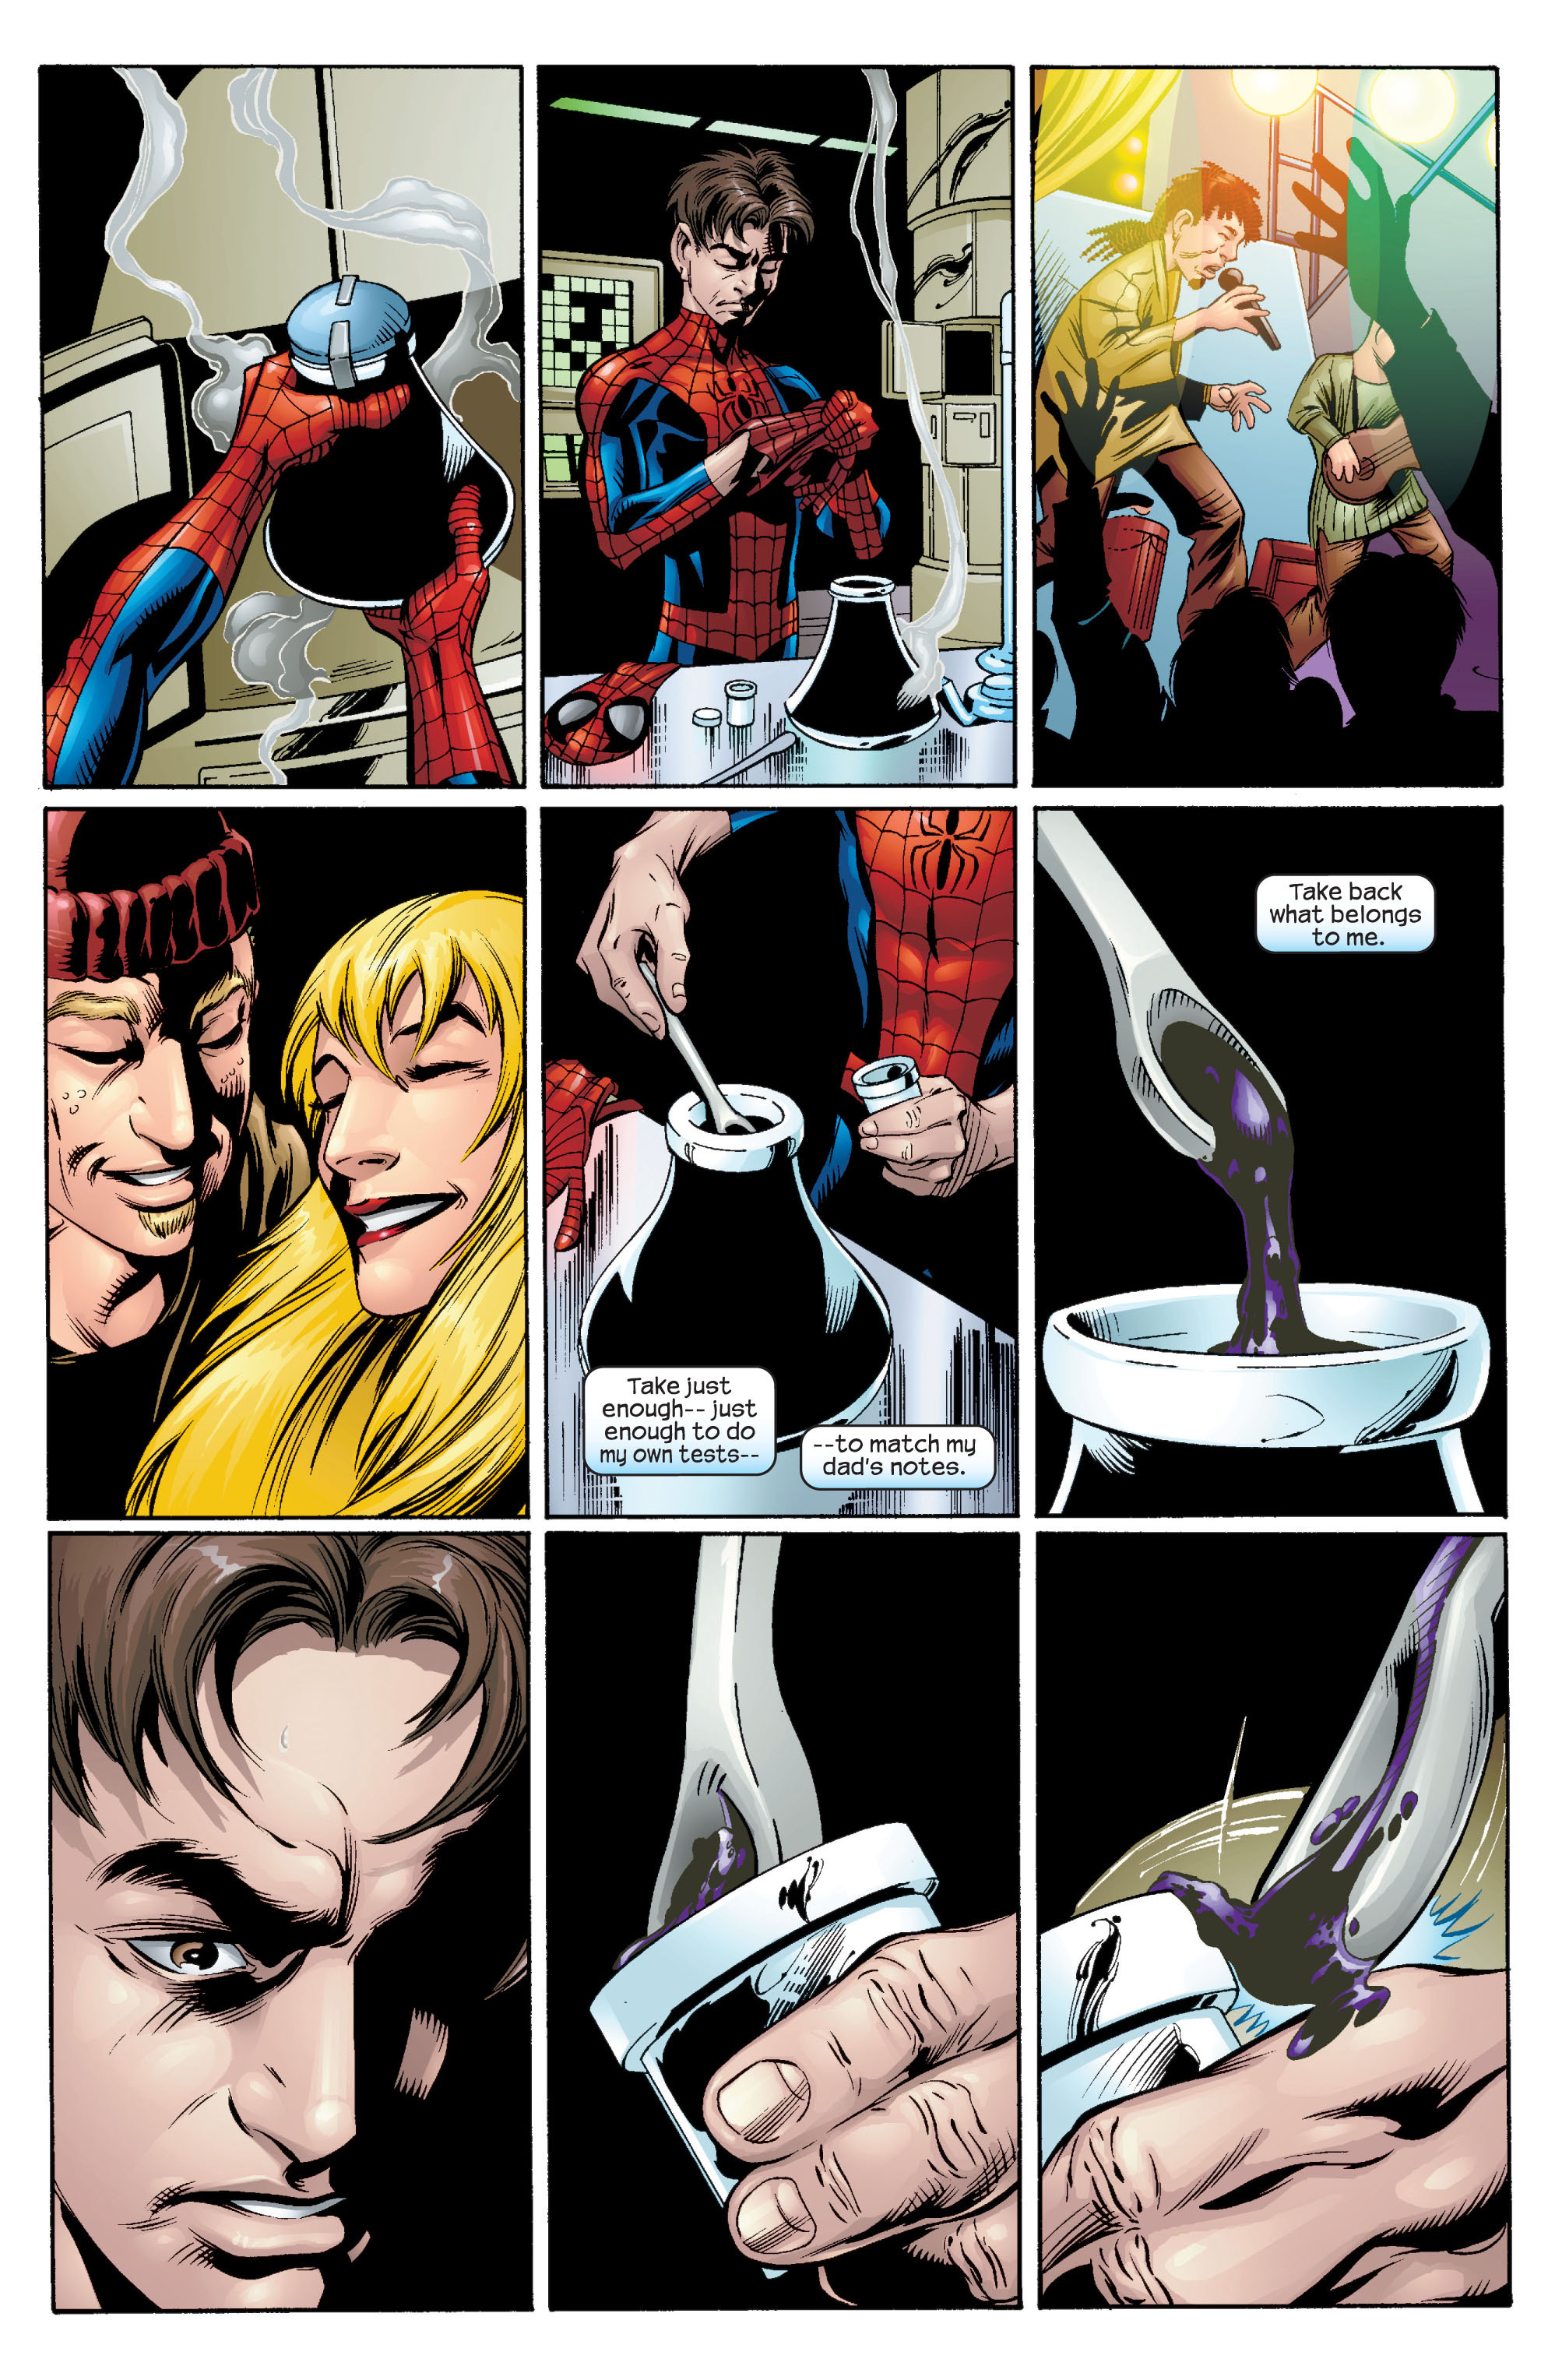 Take just
enough-- just
enough to do
my own tests--
--to match my
dad's notes.
Take back
what belongs
to me.